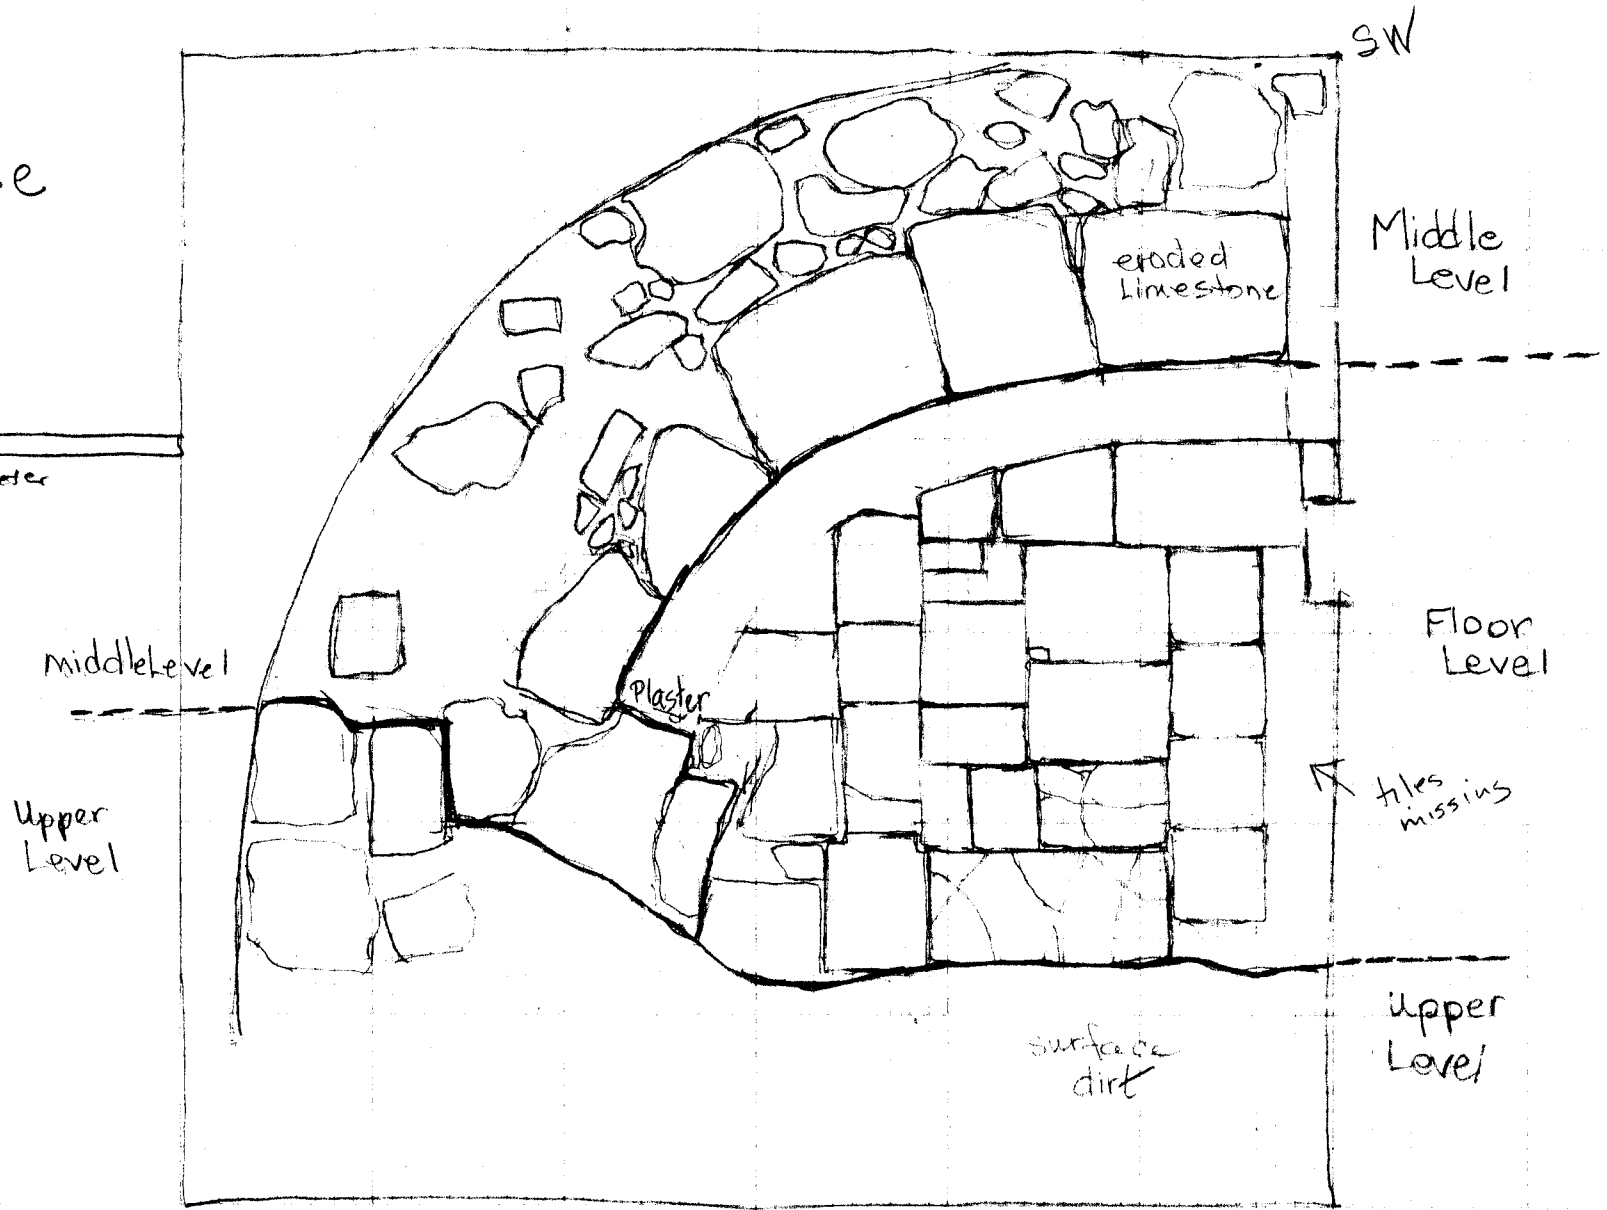 SW
e
Middle
Level
eroded
Limestone
Floor
Level
middleLevel
Plaster
tiles
missing
Upper
Level
Upper
Level
surface
dirt